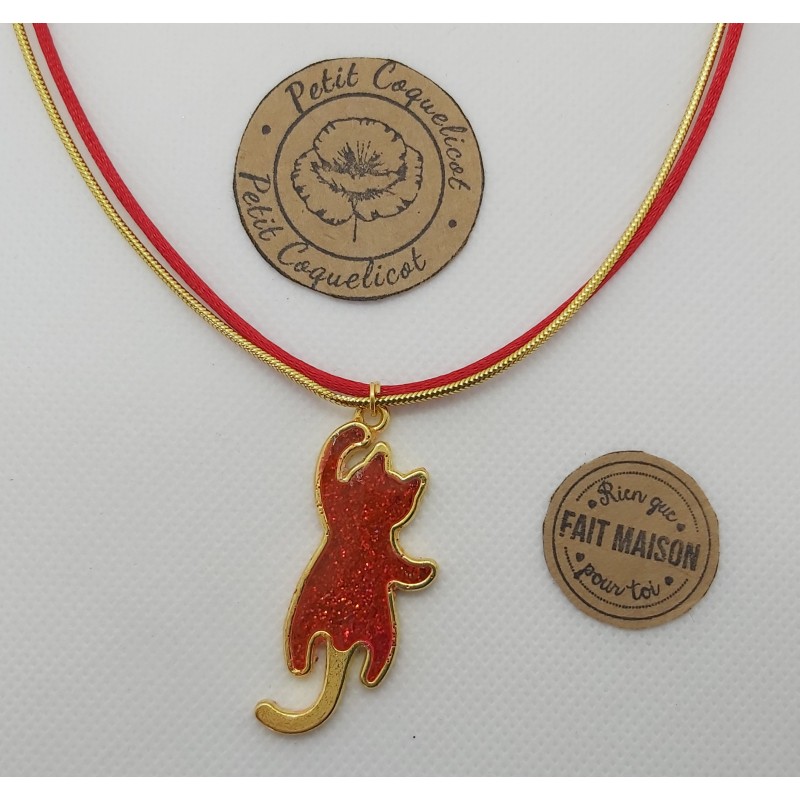 Petit Coquelicot
Petit Coquelicot
Rien que
FAIT MAISON
pour toi